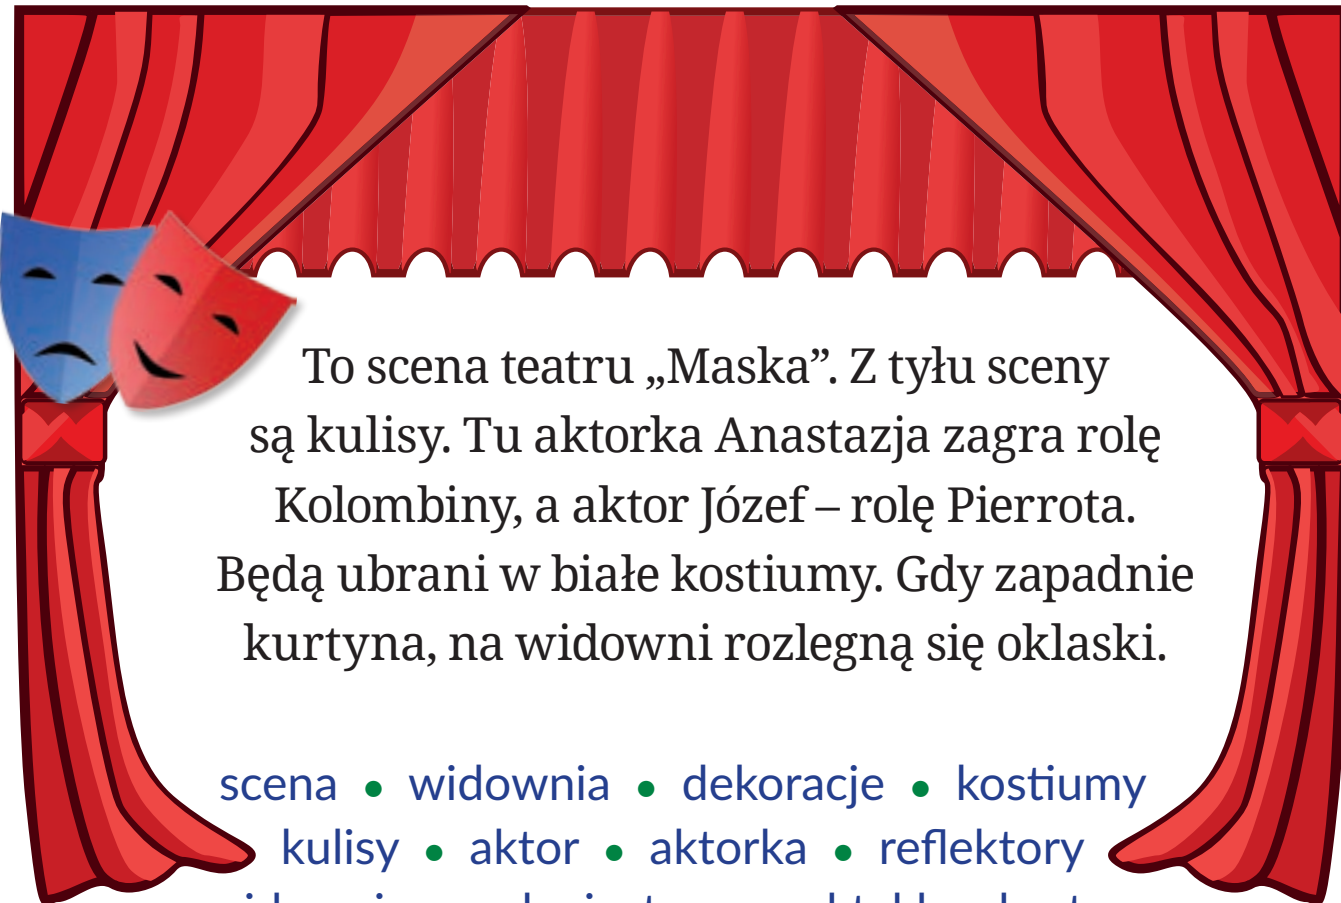 To scena teatru „Maska”. Z tyłu sceny
są kulisy. Tu aktorka Anastazja zagra rolę
Kolombiny, a aktor Józef – rolę Pierrota.
Będą ubrani w białe kostiumy. Gdy zapadnie
kurtyna, na widowni rozlegną się oklaski.
scena • widownia • dekoracje • kostiumy
kulisy • aktor • aktorka • reflektory